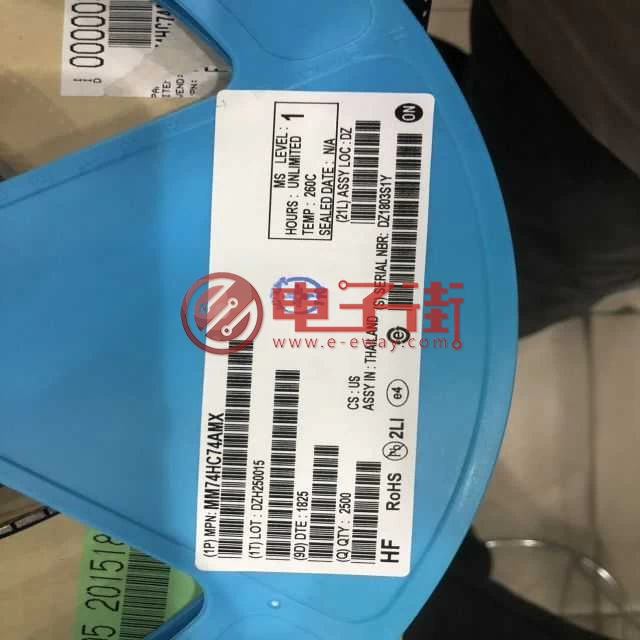 (1P) MPN: MM74HC74AMX
(1T) LOT : DZH250015
(9D) DTE : 1825
(Q) QTY : 2500
HF RoHS 2LI e4
CS : US
ASSY IN : THAILAND (S) SERIAL NBR: DZ1803S1Y
MS LEVEL : 1
HOURS: UNLIMITED
TEMP : 260C
SEALED DATE : N/A
(21L) ASSY LOC: DZ
ON
电子街
www.e-eway.com
00000